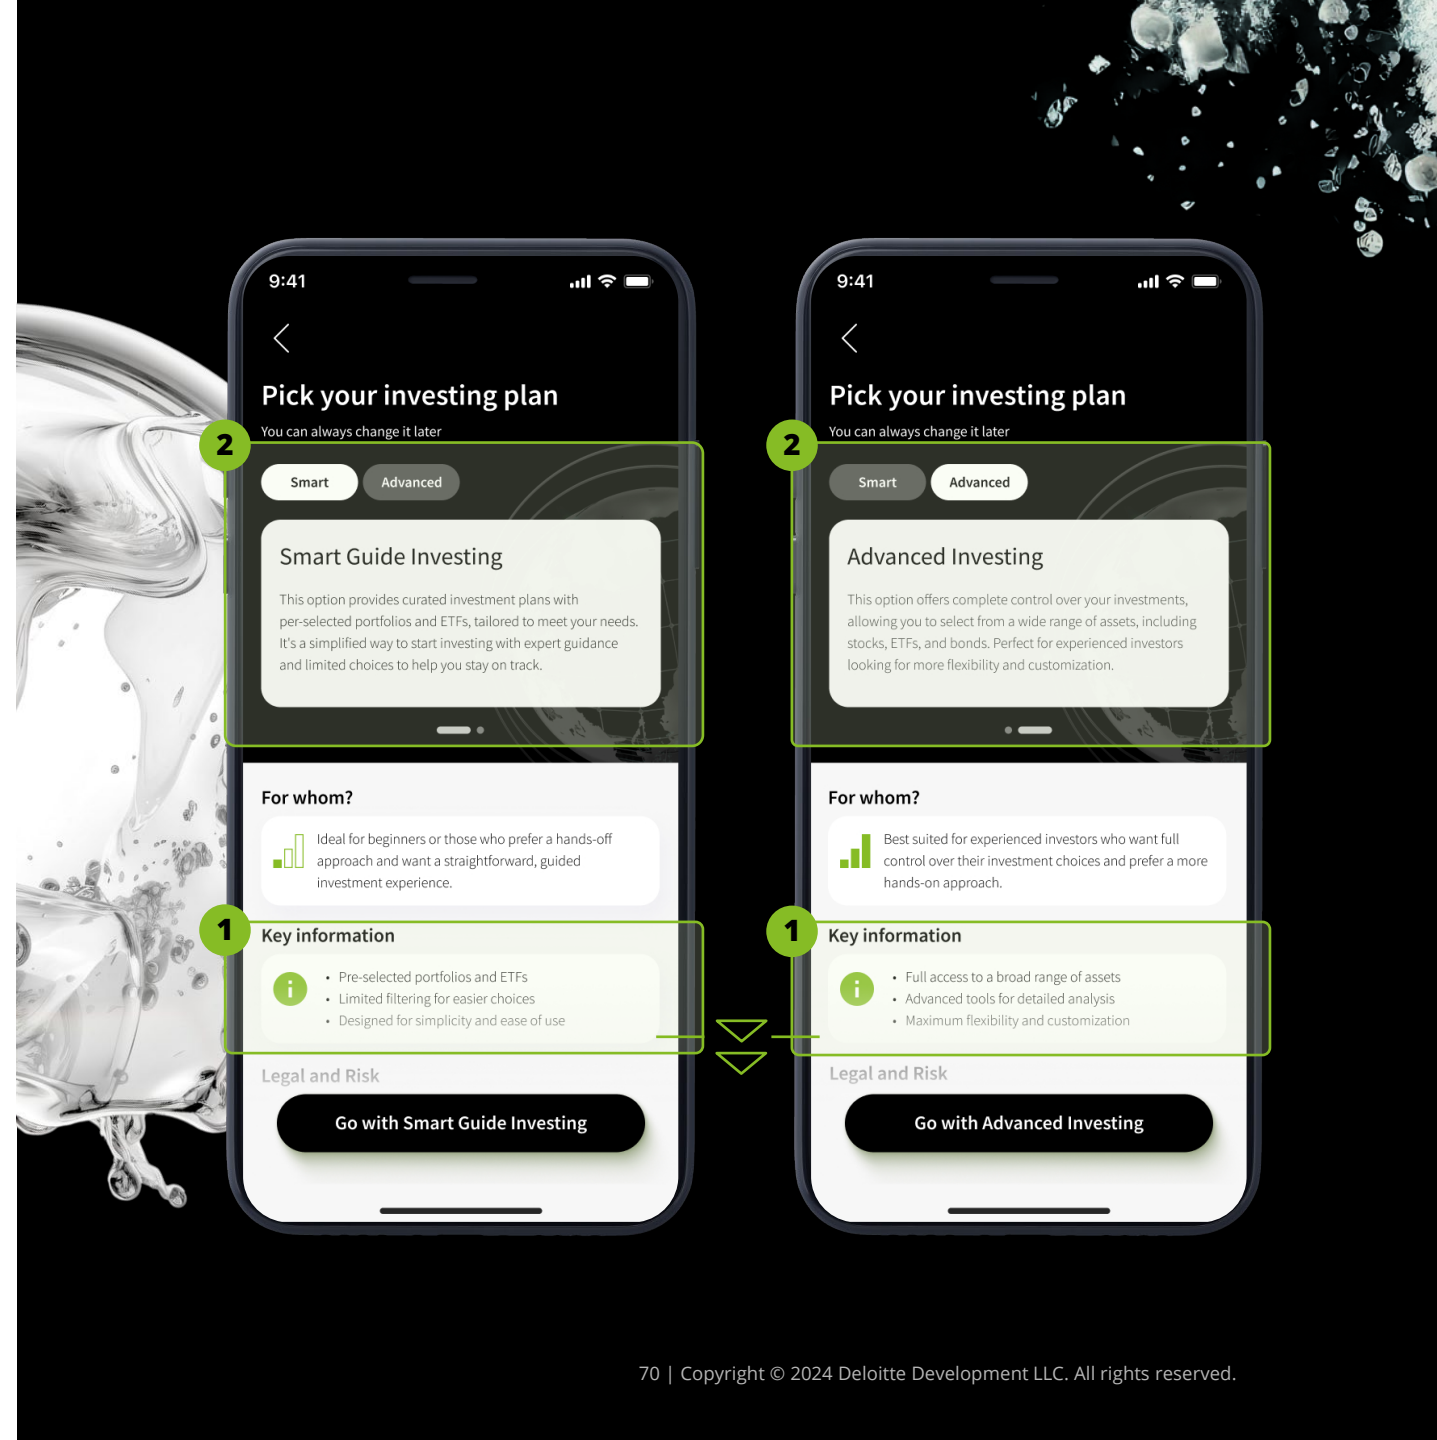 9:41
Pick your investing plan
You can always change it later
2
Smart
Advanced
Smart Guide Investing
This option provides curated investment plans with
per-selected portfolios and ETFs, tailored to meet your needs.
It's a simplified way to start investing with expert guidance
and limited choices to help you stay on track.
For whom?
Ideal for beginners or those who prefer a hands-off
approach and want a straightforward, guided
investment experience.
1
Key information
• Pre-selected portfolios and ETFs
• Limited filtering for easier choices
• Designed for simplicity and ease of use
Legal and Risk
Go with Smart Guide Investing
9:41
Pick your investing plan
You can always change it later
2
Smart
Advanced
Advanced Investing
This option offers complete control over your investments,
allowing you to select from a wide range of assets, including
stocks, ETFs, and bonds. Perfect for experienced investors
looking for more flexibility and customization.
For whom?
Best suited for experienced investors who want full
control over their investment choices and prefer a more
hands-on approach.
1
Key information
• Full access to a broad range of assets
• Advanced tools for detailed analysis
• Maximum flexibility and customization
Legal and Risk
Go with Advanced Investing
70 | Copyright © 2024 Deloitte Development LLC. All rights reserved.